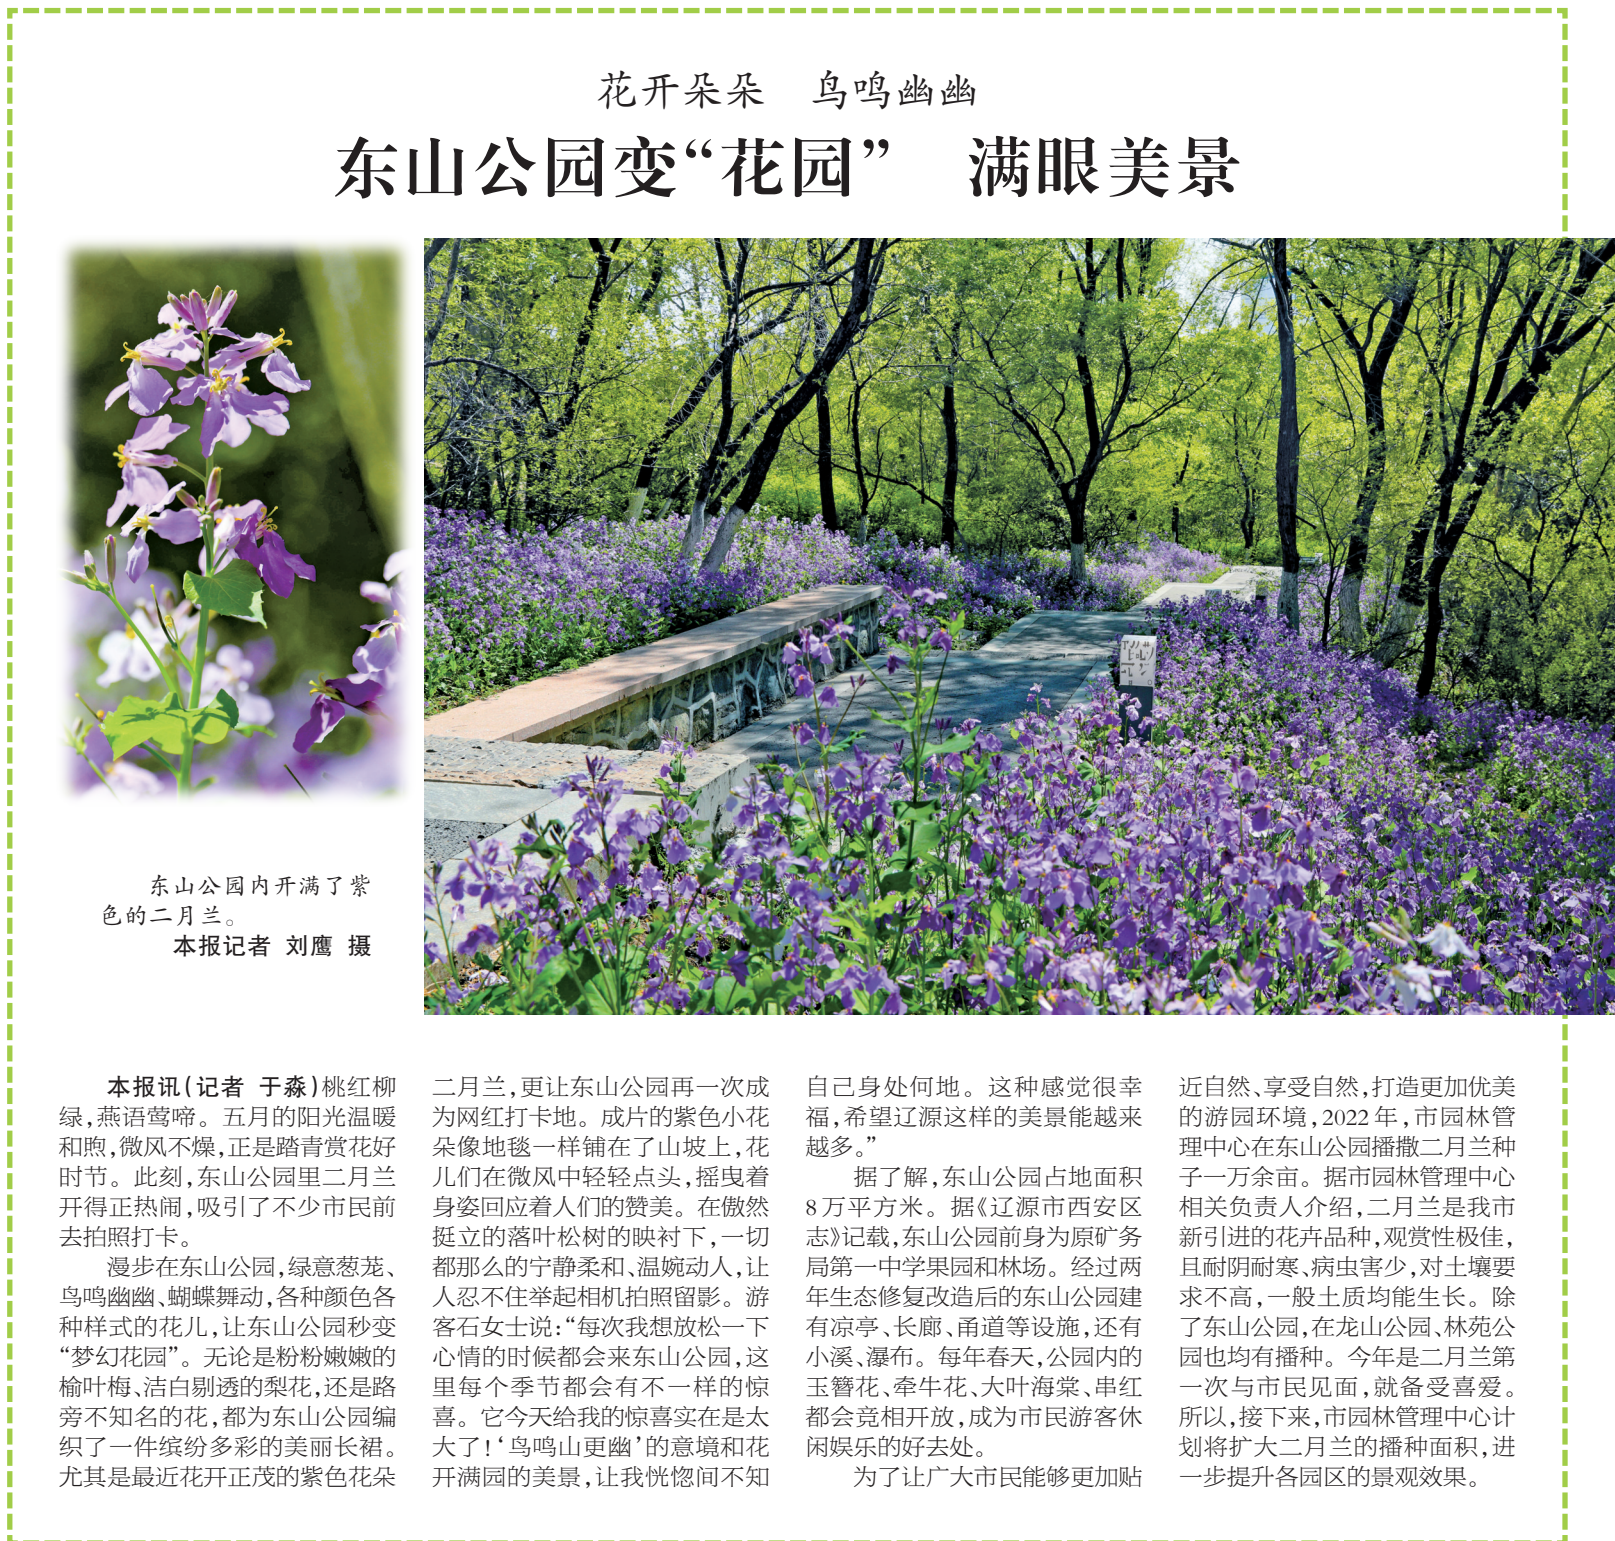 花开朵朵 鸟鸣幽幽
东山公园变“花园” 满眼美景
东山公园内开满了紫
色的二月兰。
本报记者 刘鹰 摄
本报讯(记者 于淼)桃红柳
绿,燕语莺啼。五月的阳光温暖
和煦,微风不燥,正是踏青赏花好
时节。此刻,东山公园里二月兰
开得正热闹,吸引了不少市民前
去拍照打卡。
漫步在东山公园,绿意葱茏、
鸟鸣幽幽、蝴蝶舞动,各种颜色各
种样式的花儿,让东山公园秒变
“梦幻花园”。无论是粉粉嫩嫩的
榆叶梅、洁白剔透的梨花,还是路
旁不知名的花,都为东山公园编
织了一件缤纷多彩的美丽长裙。
尤其是最近花开正茂的紫色花朵
二月兰,更让东山公园再一次成
为网红打卡地。成片的紫色小花
朵像地毯一样铺在了山坡上,花
儿们在微风中轻轻点头,摇曳着
身姿回应着人们的赞美。在傲然
挺立的落叶松树的映衬下,一切
都那么的宁静柔和、温婉动人,让
人忍不住举起相机拍照留影。游
客石女士说:“每次我想放松一下
心情的时候都会来东山公园,这
里每个季节都会有不一样的惊
喜。它今天给我的惊喜实在是太
大了!‘鸟鸣山更幽’的意境和花
开满园的美景,让我恍惚间不知
自己身处何地。这种感觉很幸
福,希望辽源这样的美景能越来
越多。”
据了解,东山公园占地面积
8万平方米。据《辽源市西安区
志》记载,东山公园前身为原矿务
局第一中学果园和林场。经过两
年生态修复改造后的东山公园建
有凉亭、长廊、甬道等设施,还有
小溪、瀑布。每年春天,公园内的
玉簪花、牵牛花、大叶海棠、串红
都会竞相开放,成为市民游客休
闲娱乐的好去处。
为了让广大市民能够更加贴
近自然、享受自然,打造更加优美
的游园环境,2022年,市园林管
理中心在东山公园播撒二月兰种
子一万余亩。据市园林管理中心
相关负责人介绍,二月兰是我市
新引进的花卉品种,观赏性极佳,
且耐阴耐寒、病虫害少,对土壤要
求不高,一般土质均能生长。除
了东山公园,在龙山公园、林苑公
园也均有播种。今年是二月兰第
一次与市民见面,就备受喜爱。
所以,接下来,市园林管理中心计
划将扩大二月兰的播种面积,进
一步提升各园区的景观效果。